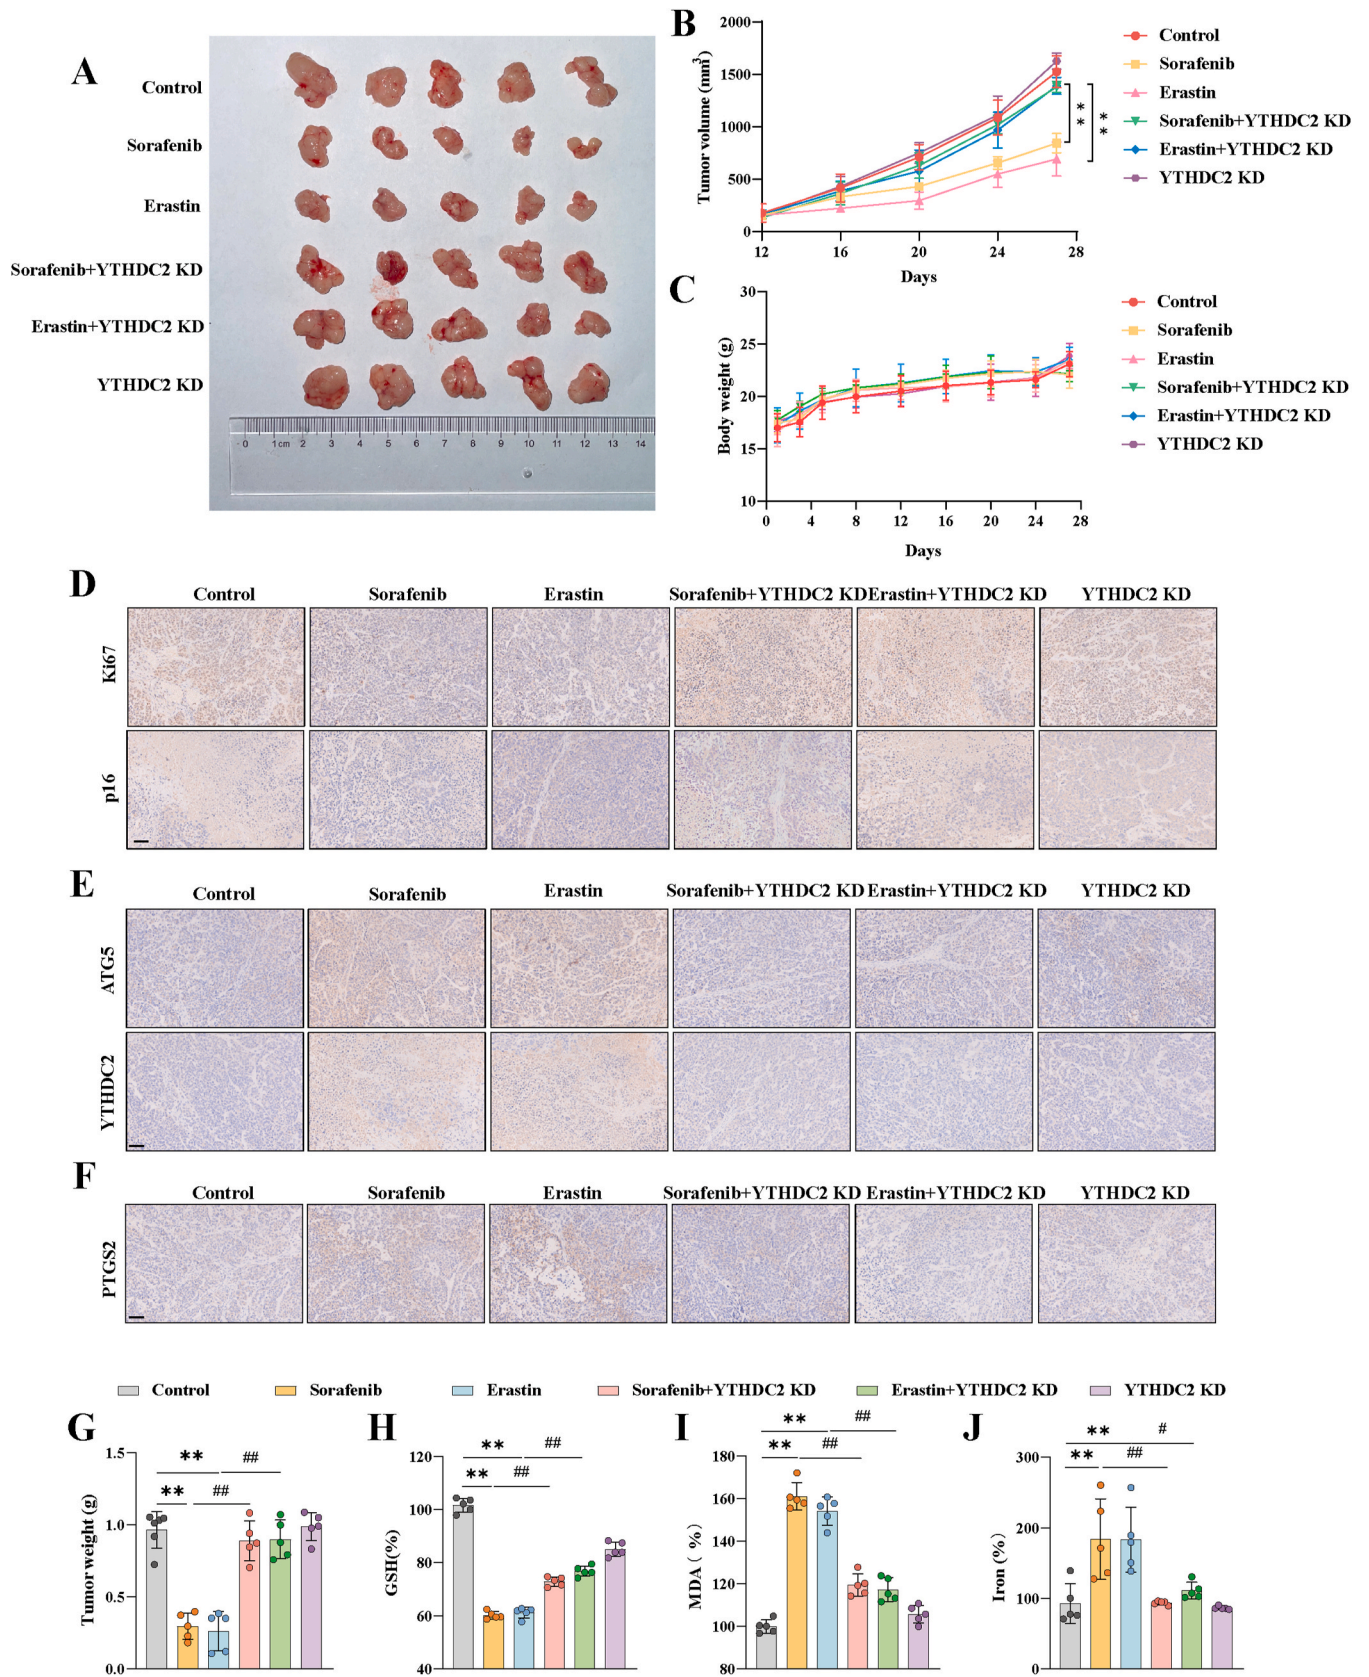 A
Control
Sorafenib
Erastin
Sorafenib+YTHDC2 KD
Erastin+YTHDC2 KD
YTHDC2 KD
0 1 cm 2 3 4 5 6 7 8 9 10 11 12 13 14
B
Tumor volume (mm³)
2000
1500
1000
500
0
12 16 20 24 28
Days
** **
Control
Sorafenib
Erastin
Sorafenib+YTHDC2 KD
Erastin+YTHDC2 KD
YTHDC2 KD
C
Body weight (g)
30
25
20
15
10
0 4 8 12 16 20 24 28
Days
Control
Sorafenib
Erastin
Sorafenib+YTHDC2 KD
Erastin+YTHDC2 KD
YTHDC2 KD
D
Control Sorafenib Erastin Sorafenib+YTHDC2 KD Erastin+YTHDC2 KD YTHDC2 KD
Ki67
p16
E
Control Sorafenib Erastin Sorafenib+YTHDC2 KD Erastin+YTHDC2 KD YTHDC2 KD
ATG5
YTHDC2
F
Control Sorafenib Erastin Sorafenib+YTHDC2 KD Erastin+YTHDC2 KD YTHDC2 KD
PTGS2
Control Sorafenib Erastin Sorafenib+YTHDC2 KD Erastin+YTHDC2 KD YTHDC2 KD
G
Tumor weight (g)
1.5
1.0
0.5
0.0
** ##
** ##
H
GSH(%)
120
100
80
60
40
** ##
** ##
I
MDA ( %)
180
160
140
120
100
80
** ##
** ##
J
Iron (%)
300
200
100
0
** #
** ##